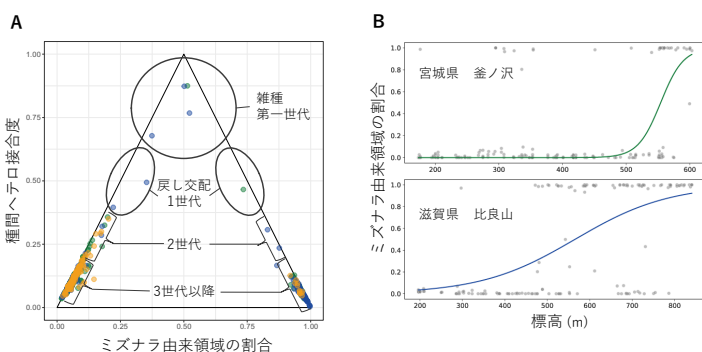 A
種間ヘテロ接合度
1.00
0.75
0.50
0.25
0.00
雑種
第一世代
戻し交配
1世代
2世代
3世代以降
0.00 0.25 0.50 0.75 1.00
ミズナラ由来領域の割合
B
ミズナラ由来領域の割合
1.0
0.8
0.6
0.4
0.2
0.0
宮城県 釜ノ沢
200 300 400 500 600
1.0
0.8
0.6
0.4
0.2
0.0
滋賀県 比良山
200 300 400 500 600 700 800
標高 (m)